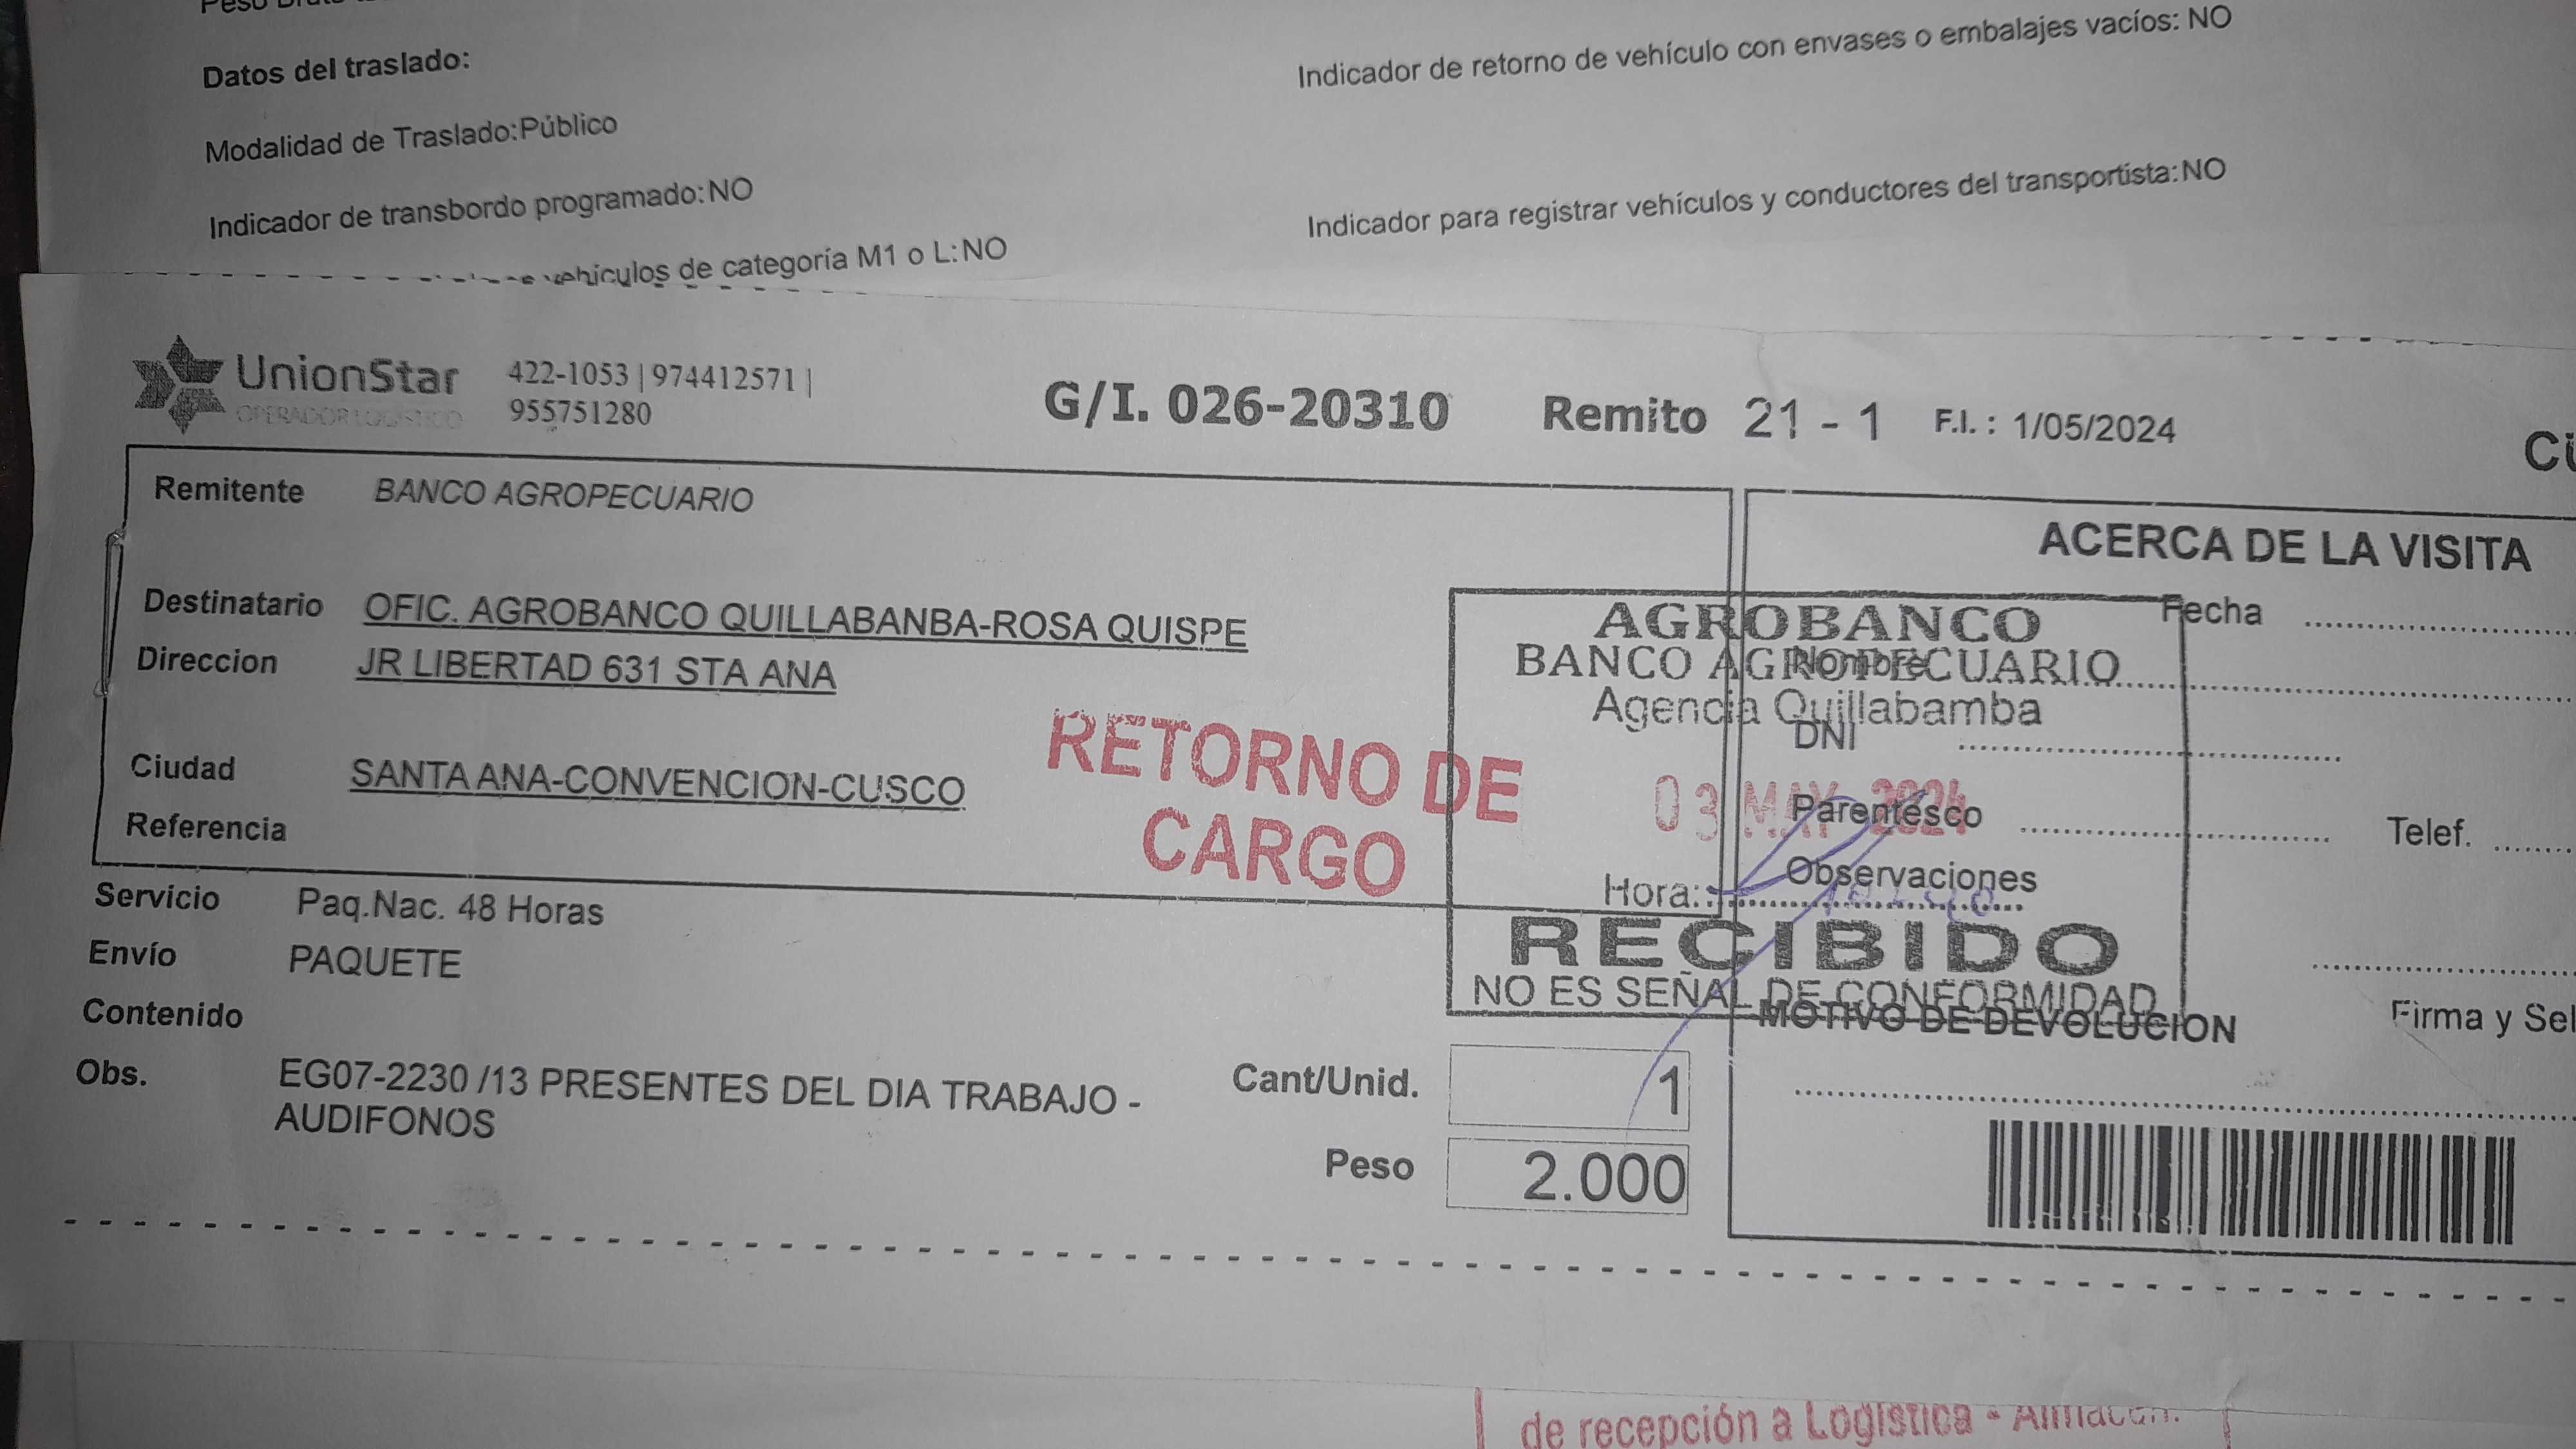 Datos del traslado:
Indicador de retorno de vehículo con envases o embalajes vacíos: NO
Modalidad de Traslado:Público
Indicador de transbordo programado:NO
Indicador para registrar vehículos y conductores del transportista:NO
vehículos de categoría M1 o L:NO
UnionStar
OPERADOR LOGISTICO
422-1053 | 974412571 |
955751280
G/I. 026-20310
Remito 21 - 1
F.I. : 1/05/2024
Remitente BANCO AGROPECUARIO
Destinatario OFIC. AGROBANCO QUILLABANBA-ROSA QUISPE
Direccion JR LIBERTAD 631 STA ANA
Ciudad SANTA ANA-CONVENCION-CUSCO
Referencia
RETORNO DE
CARGO
Servicio Paq.Nac. 48 Horas
Envío PAQUETE
Contenido
Obs. EG07-2230 /13 PRESENTES DEL DIA TRABAJO -
AUDIFONOS
Cant/Unid. 1
Peso 2.000
ACERCA DE LA VISITA
Fecha
Nombre
DNI
Parentesco
Telef.
Observaciones
Firma y Sel
MOTIVO DE DEVOLUCION
AGROBANCO
BANCO AGROPECUARIO
Agencia Quillabamba
03 MAY 2024
Hora:
RECIBIDO
NO ES SEÑAL DE CONFORMIDAD
de recepción a Logística - Almacén.